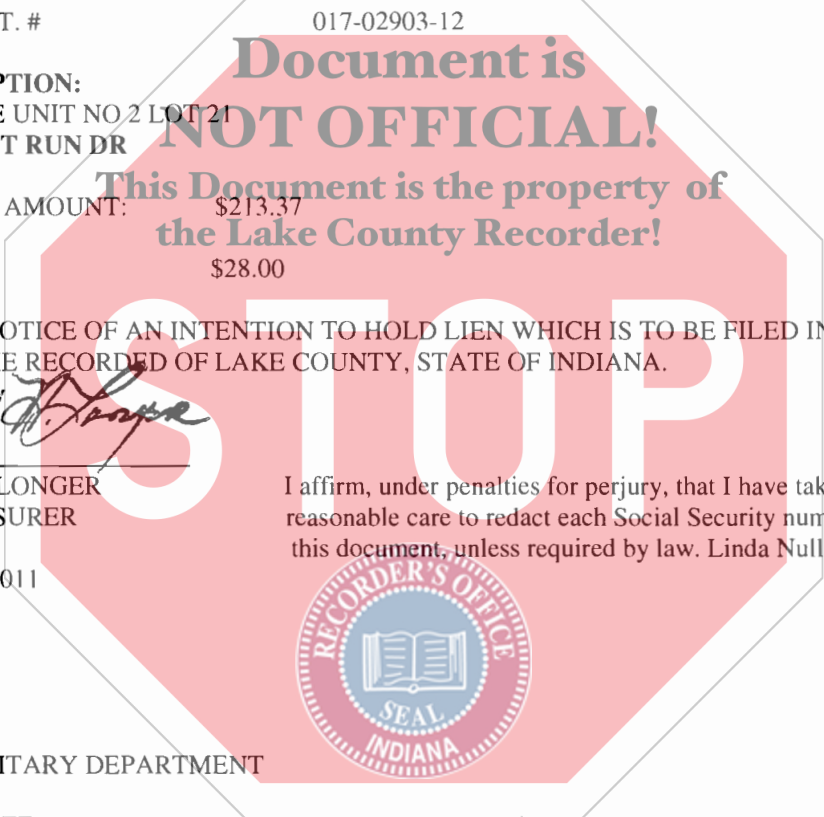 T. # 017-02903-12
Document is
PTION:
E UNIT NO 2 LOT 21
NOT OFFICIAL!
T RUN DR
This Document is the property of
AMOUNT: $213.37
the Lake County Recorder!
$28.00
OTICE OF AN INTENTION TO HOLD LIEN WHICH IS TO BE FILED IN
E RECORDED OF LAKE COUNTY, STATE OF INDIANA.
STOP
LONGER I affirm, under penalties for perjury, that I have tak
SURER reasonable care to redact each Social Security num
this document, unless required by law. Linda Null
011
RECORDER'S OFFICE
SEAL
INDIANA
ITARY DEPARTMENT